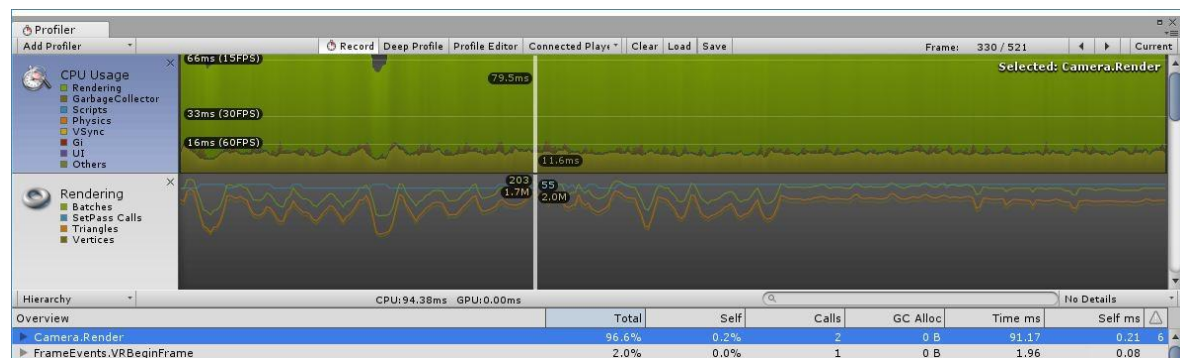 Profiler
Add Profiler Record Deep Profile Profile Editor Connected Playe Clear Load Save Frame: 330 / 521 Current
CPU Usage
Rendering
GarbageCollector
Scripts
Physics
VSync
Gi
UI
Others
66ms (15FPS)
79.5ms
Selected: Camera.Render
33ms (30FPS)
16ms (60FPS)
11.6ms
Rendering
Batches
SetPass Calls
Triangles
Vertices
203 55
1.7M 2.0M
Hierarchy CPU:94.38ms GPU:0.00ms No Details
Overview Total Self Calls GC Alloc Time ms Self ms
Camera.Render 96.6% 0.2% 2 0 B 91.17 0.21 6
FrameEvents.VRBeginFrame 2.0% 0.0% 1 0 B 1.96 0.08